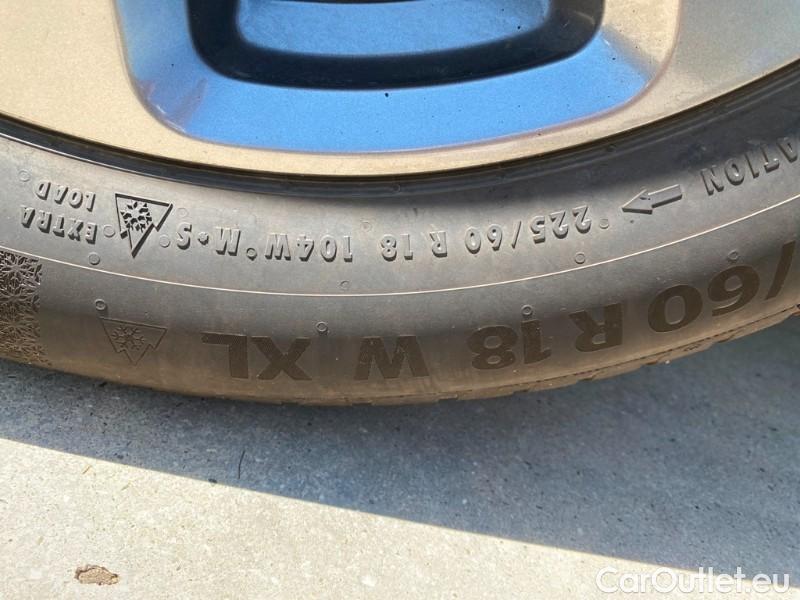 ATION 225/60 R 18 104W M+S EXTRA
LOAD
/60 R 18 W XL
CarOutlet.eu